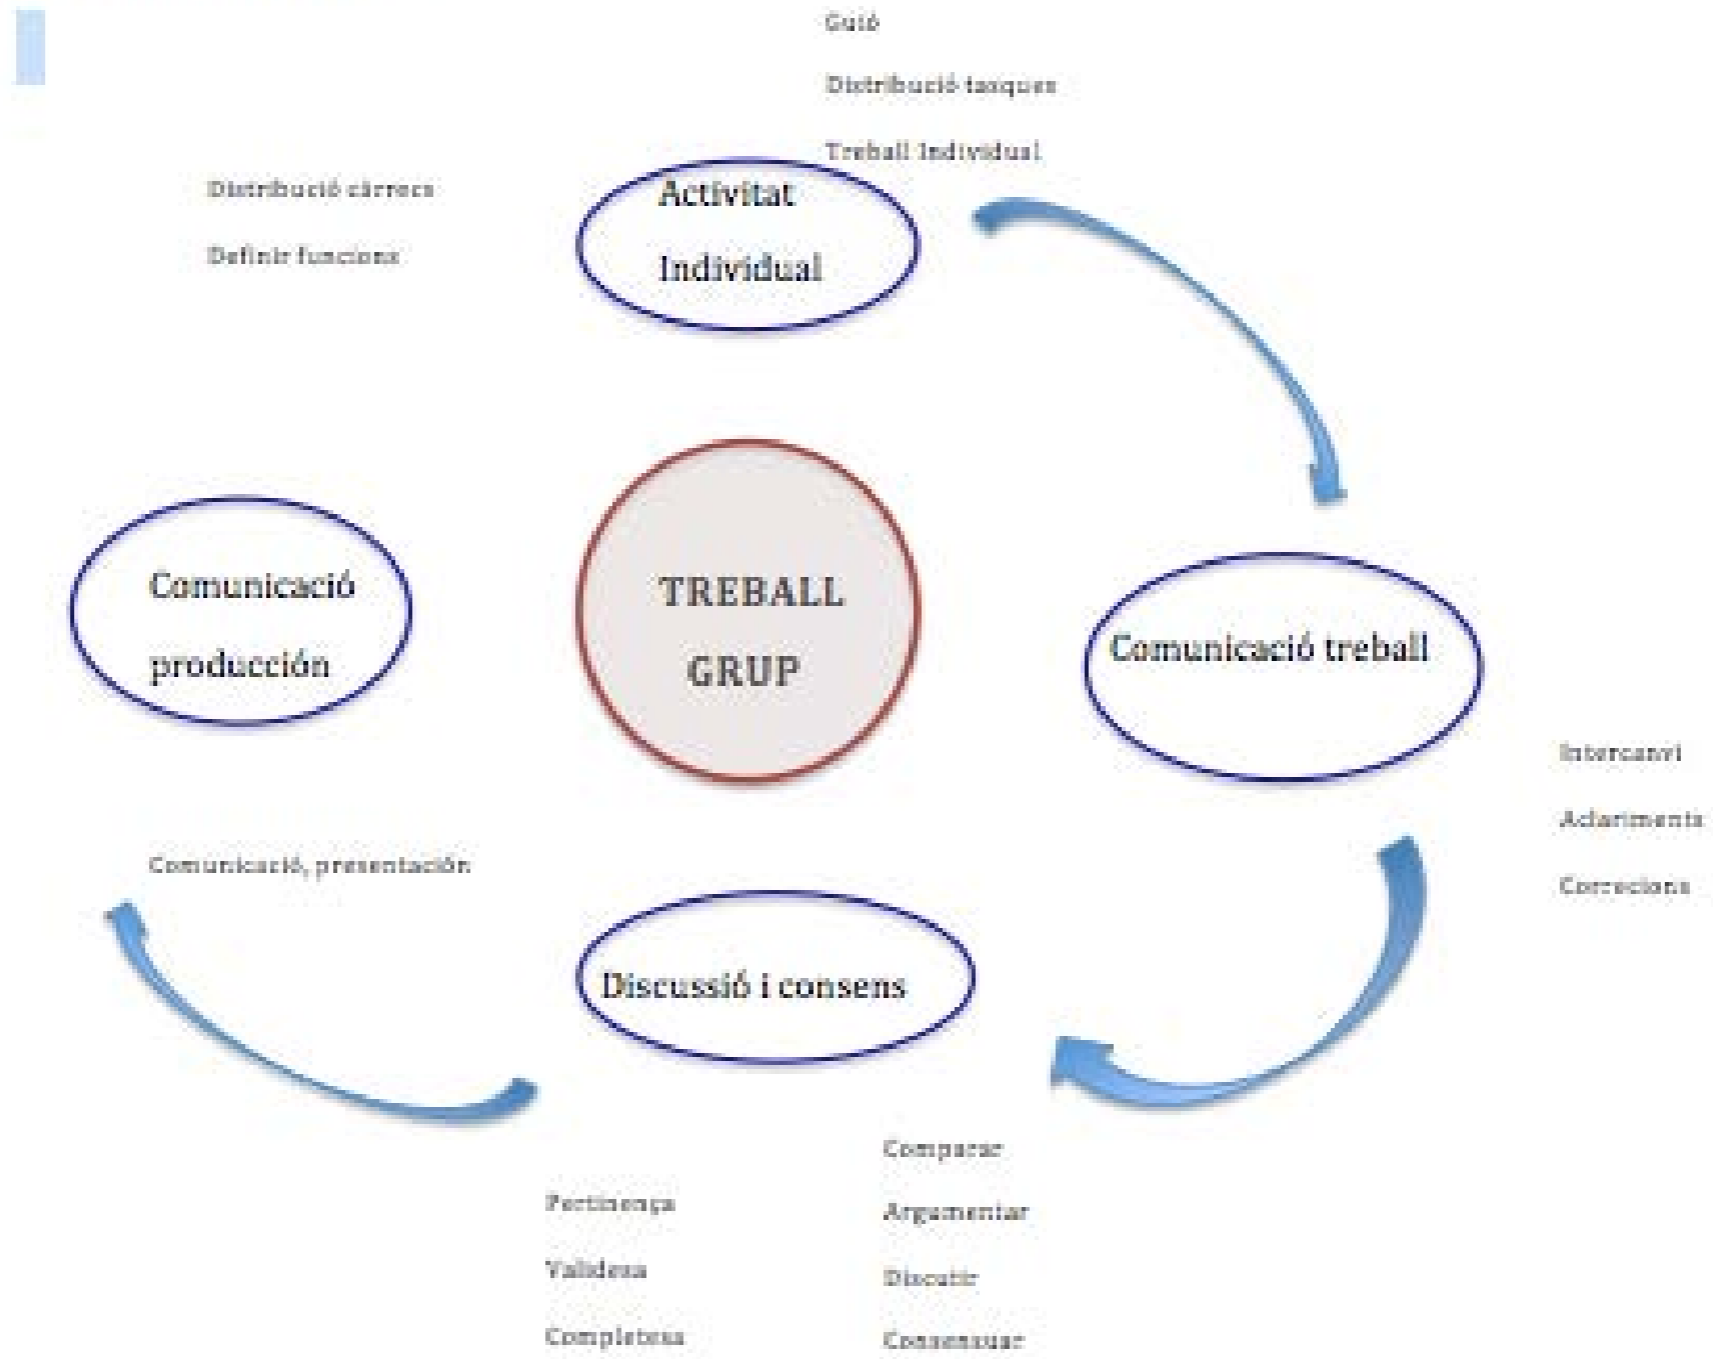 Guió
Distribució tasques
Treball Individual
Distribució càrrecs
Definir funcions
Activitat
Individual
TREBALL
GRUP
Comunicació
producción
Comunicació treball
Intercanvi
Aclariments
Correcions
Comunicació, presentación
Discussió i consens
Pertinença
Validesa
Completesa
Comparar
Argumentar
Discutir
Consensuar